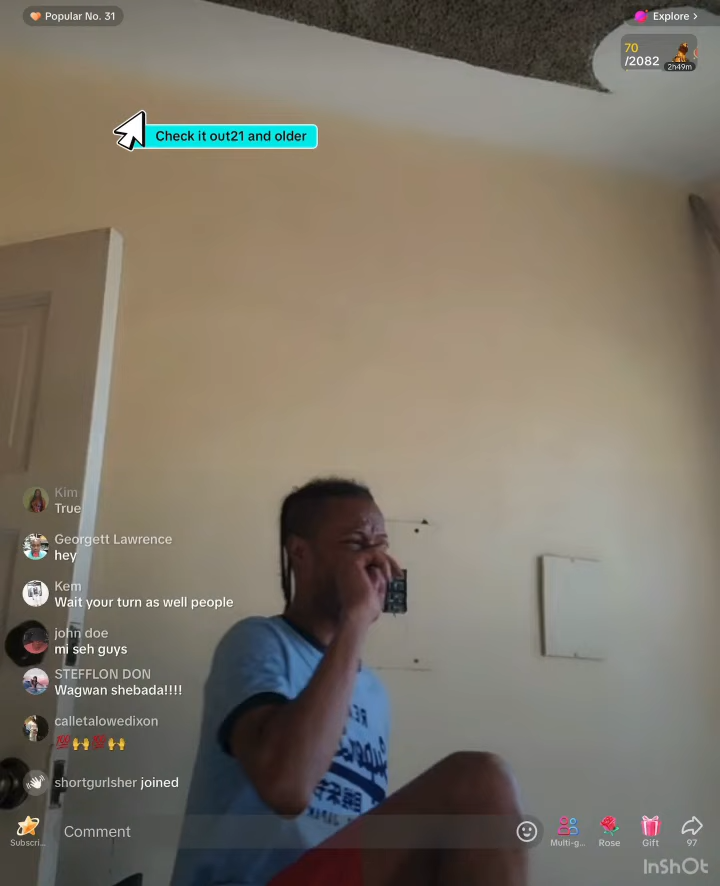 Popular No. 31
Explore >
70
/2082
2h49m
Check it out21 and older
Kim
True
Georgett Lawrence
hey
Kem
Wait your turn as well people
john doe
mi seh guys
STEFFLON DON
Wagwan shebada!!!!
calletalowedixon
💯🙌💯🙌
shortgurlsher joined
Comment
Subscri...
Multi-g...
Rose
Gift
97
InShOt